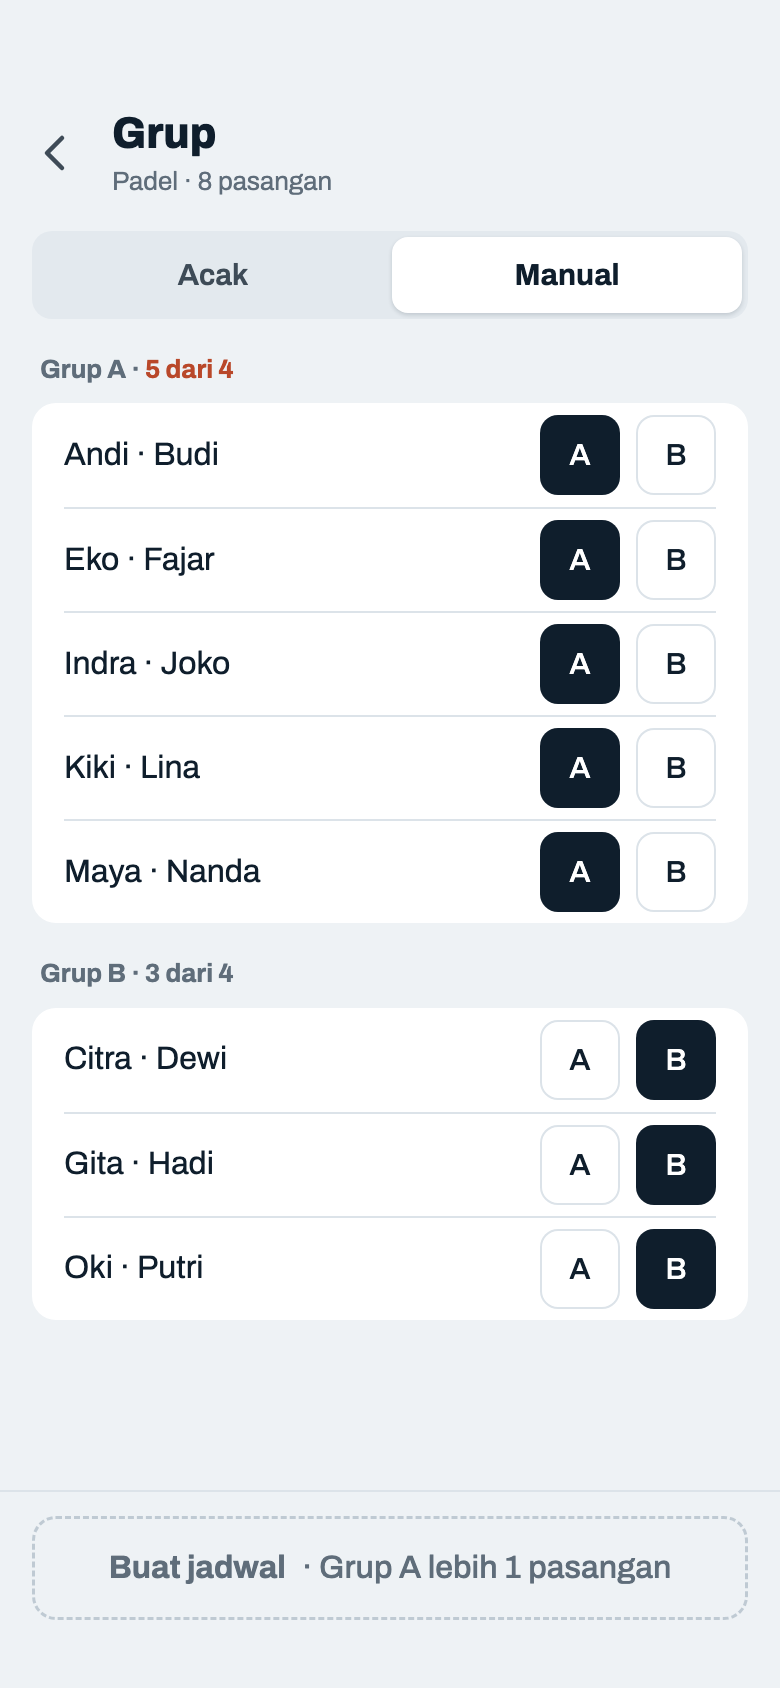 Grup
Padel · 8 pasangan
Acak Manual
Grup A · 5 dari 4
Andi · Budi A B
Eko · Fajar A B
Indra · Joko A B
Kiki · Lina A B
Maya · Nanda A B
Grup B · 3 dari 4
Citra · Dewi A B
Gita · Hadi A B
Oki · Putri A B
Buat jadwal · Grup A lebih 1 pasangan